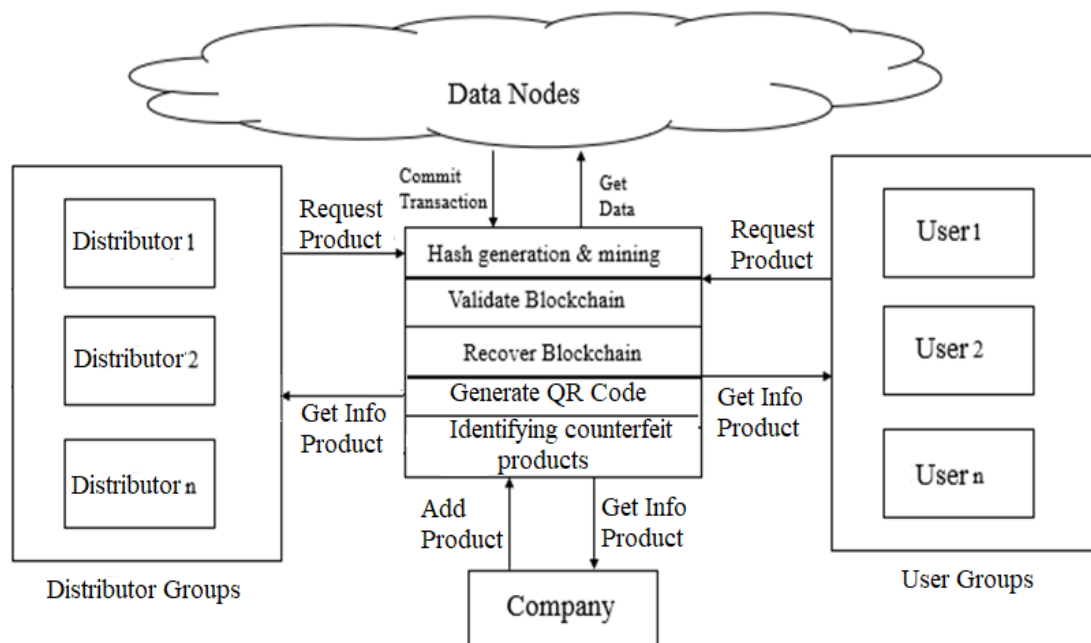 Data Nodes
Commit
Transaction
Get
Data
Distributor 1
Distributor 2
Distributor n
Distributor Groups
Request
Product
Get Info
Product
Hash generation & mining
Validate Blockchain
Recover Blockchain
Generate QR Code
Identifying counterfeit
products
Request
Product
Get Info
Product
User 1
User 2
User n
User Groups
Add
Product
Get Info
Product
Company